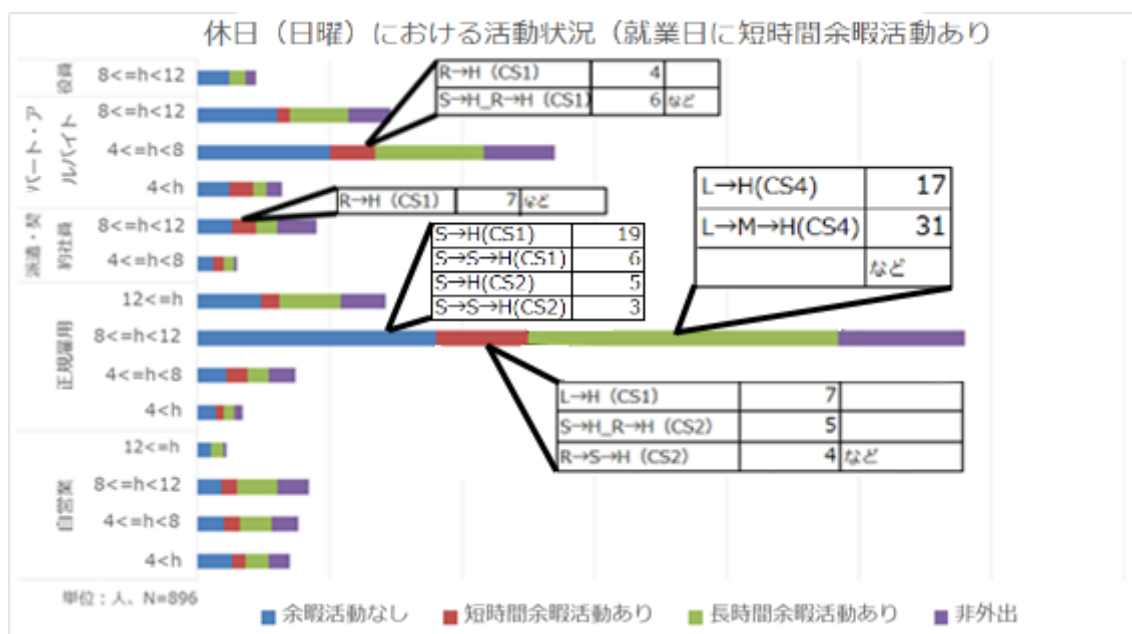 休日（日曜）における活動状況（就業日に短時間余暇活動あり
役員
8<=h<12
パート・ア
ルバイト
8<=h<12
4<=h<8
4<h
派遣・契
約社員
8<=h<12
4<=h<8
正規雇用
12<=h
8<=h<12
4<=h<8
4<h
自営業
12<=h
8<=h<12
4<=h<8
4<h
R→H（CS1） 4
S→H_R→H（CS1） 6 など
R→H（CS1） 7 など
S→H(CS1) 19
S→S→H(CS1) 6
S→H(CS2) 5
S→S→H(CS2) 3
L→H(CS4) 17
L→M→H(CS4) 31
など
L→H（CS1） 7
S→H_R→H（CS2） 5
R→S→H（CS2） 4 など
単位：人、N=896
余暇活動なし 短時間余暇活動あり 長時間余暇活動あり 非外出